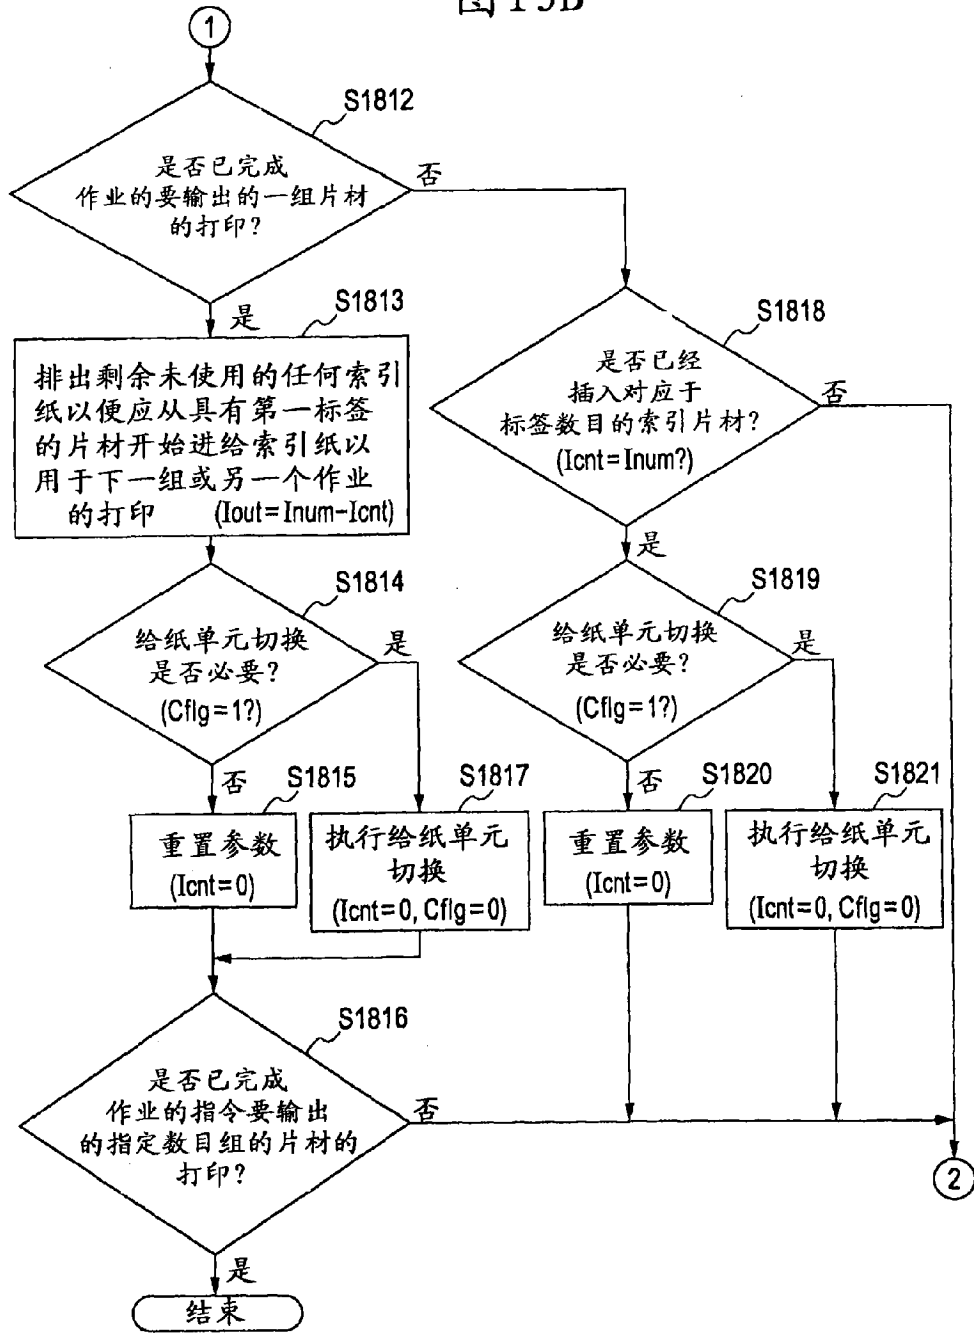 ①
S1812
是否已完成
作业的要输出的一组片材
的打印?
否
是
S1813
排出剩余未使用的任何索引
纸以便应从具有第一标签
的片材开始进给索引纸以
用于下一组或另一个作业
的打印 (Iout=Inum-Icnt)
S1818
是否已经
插入对应于
标签数目的索引片材?
(Icnt=Inum?)
否
是
S1814
给纸单元切换
是否必要?
(Cflg=1?)
是
否
S1819
给纸单元切换
是否必要?
(Cflg=1?)
是
否
S1815
重置参数
(Icnt=0)
S1817
执行给纸单元
切换
(Icnt=0, Cflg=0)
S1820
重置参数
(Icnt=0)
S1821
执行给纸单元
切换
(Icnt=0, Cflg=0)
S1816
是否已完成
作业的指令要输出
的指定数目组的片材的
打印?
否
②
是
结束